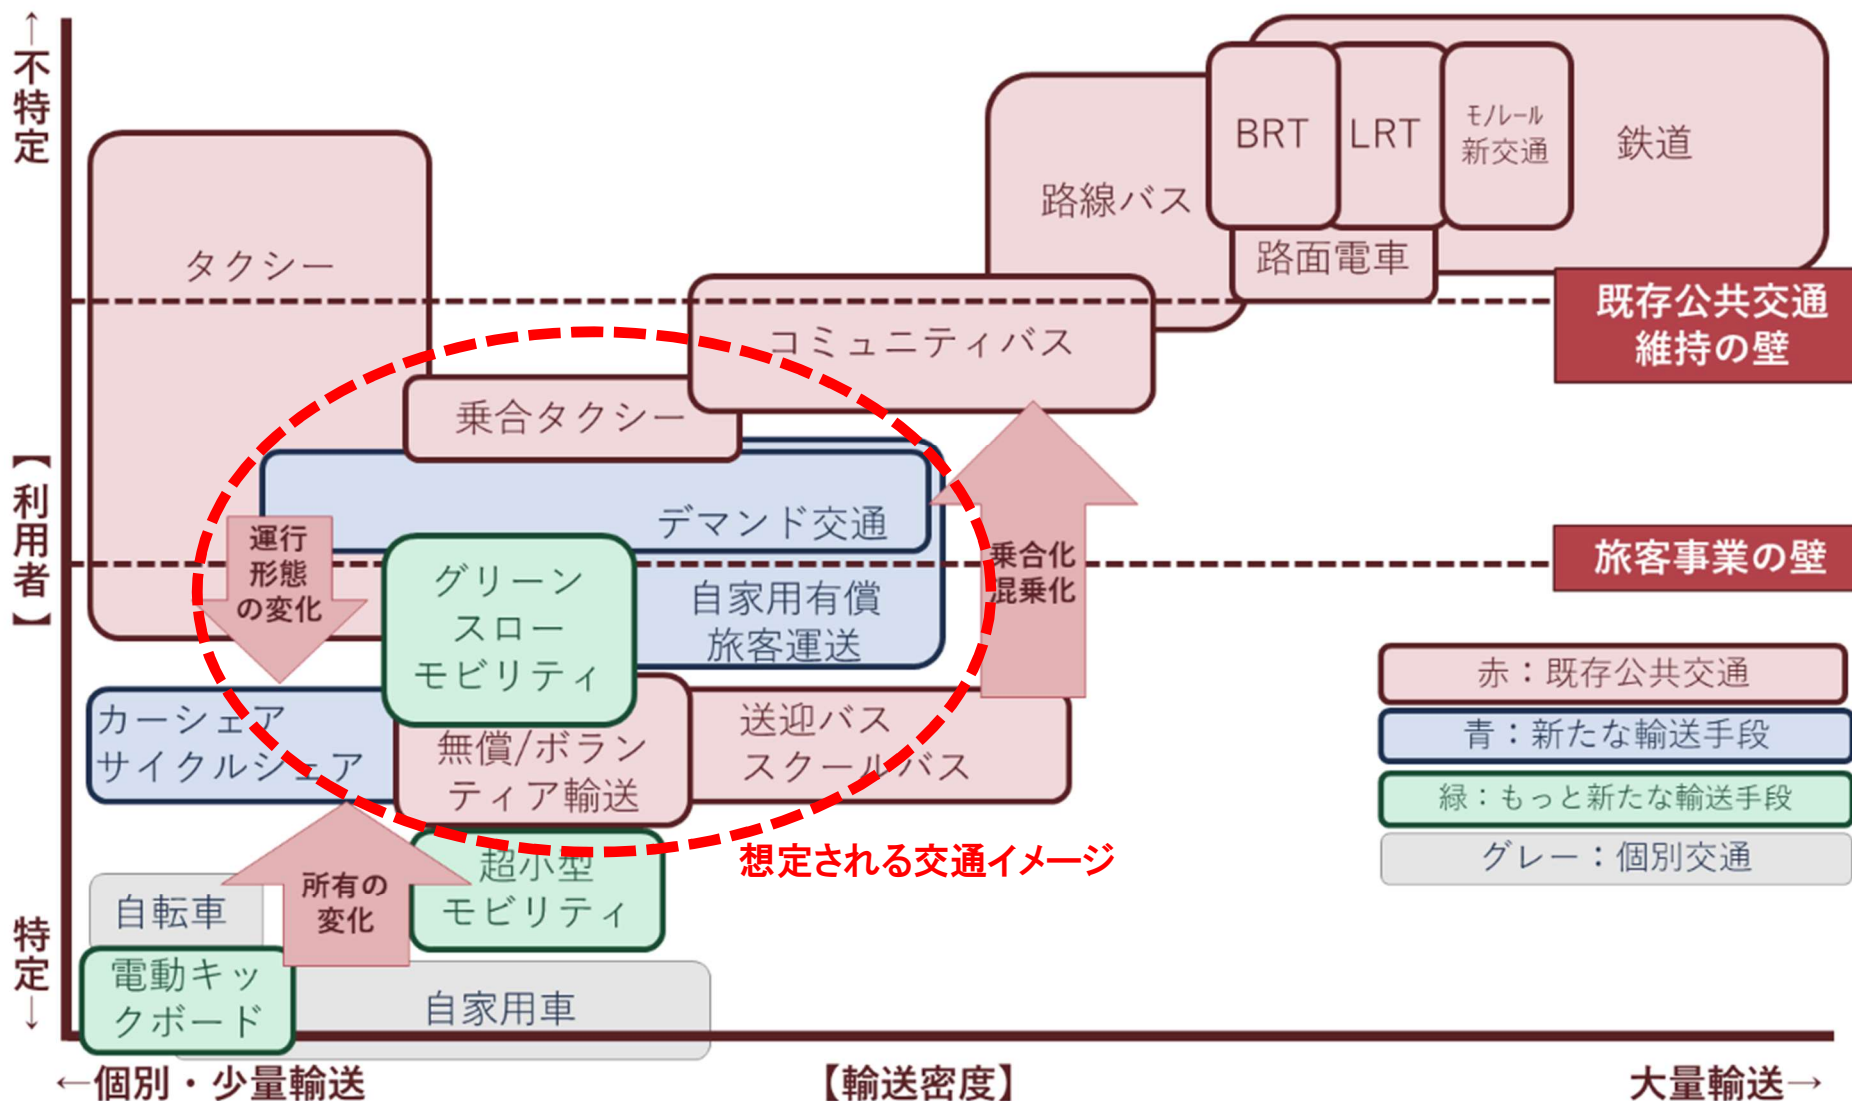 ↑不特定
【利用者】
特定↓
タクシー
路線バス
BRT
LRT
ﾓﾉﾚｰﾙ
新交通
鉄道
路面電車
既存公共交通
維持の壁
コミュニティバス
乗合タクシー
デマンド交通
運行
形態
の変化
グリーン
スロー
モビリティ
自家用有償
旅客運送
乗合化
混乗化
旅客事業の壁
カーシェア
サイクルシェア
無償/ボラン
ティア輸送
送迎バス
スクールバス
赤：既存公共交通
青：新たな輸送手段
緑：もっと新たな輸送手段
グレー：個別交通
想定される交通イメージ
所有の
変化
超小型
モビリティ
自転車
電動キッ
クボード
自家用車
←個別・少量輸送
【輸送密度】
大量輸送→